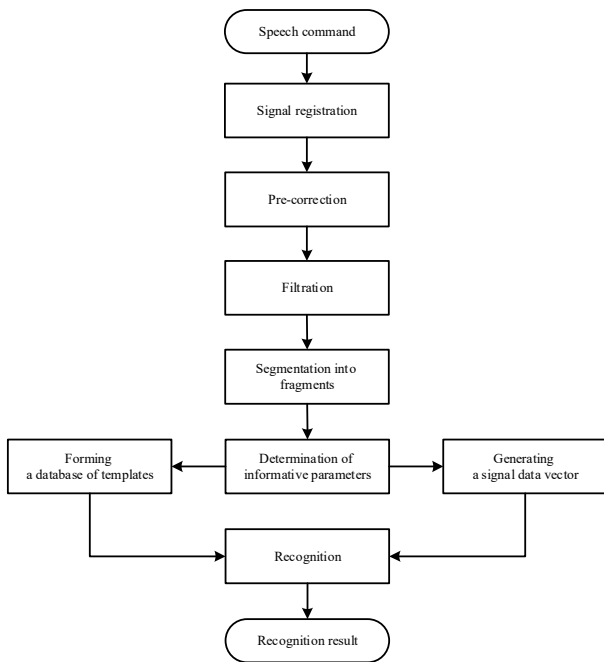 Speech command
Signal registration
Pre-correction
Filtration
Segmentation into
fragments
Forming
a database of templates
Determination of
informative parameters
Generating
a signal data vector
Recognition
Recognition result